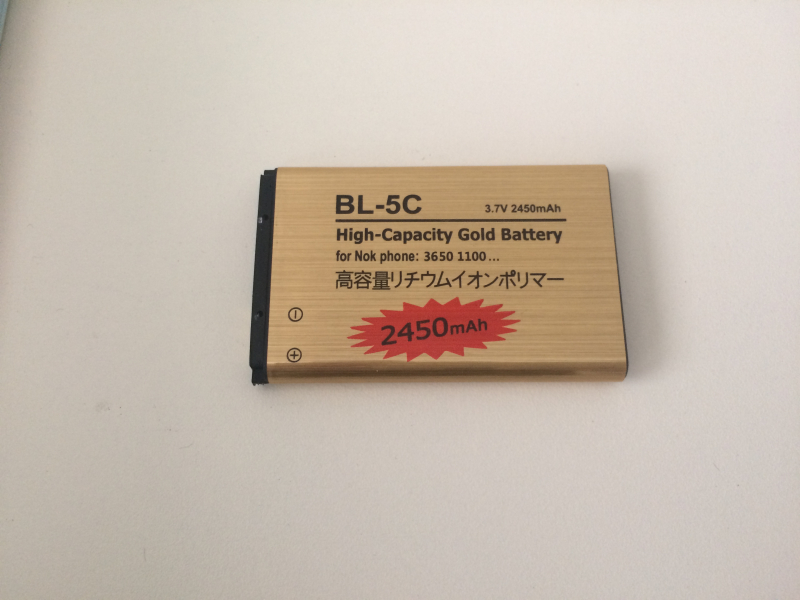 BL-5C 3.7V 2450mAh
High-Capacity Gold Battery
for Nok phone: 3650 1100...
高容量リチウムイオンポリマー
2450mAh